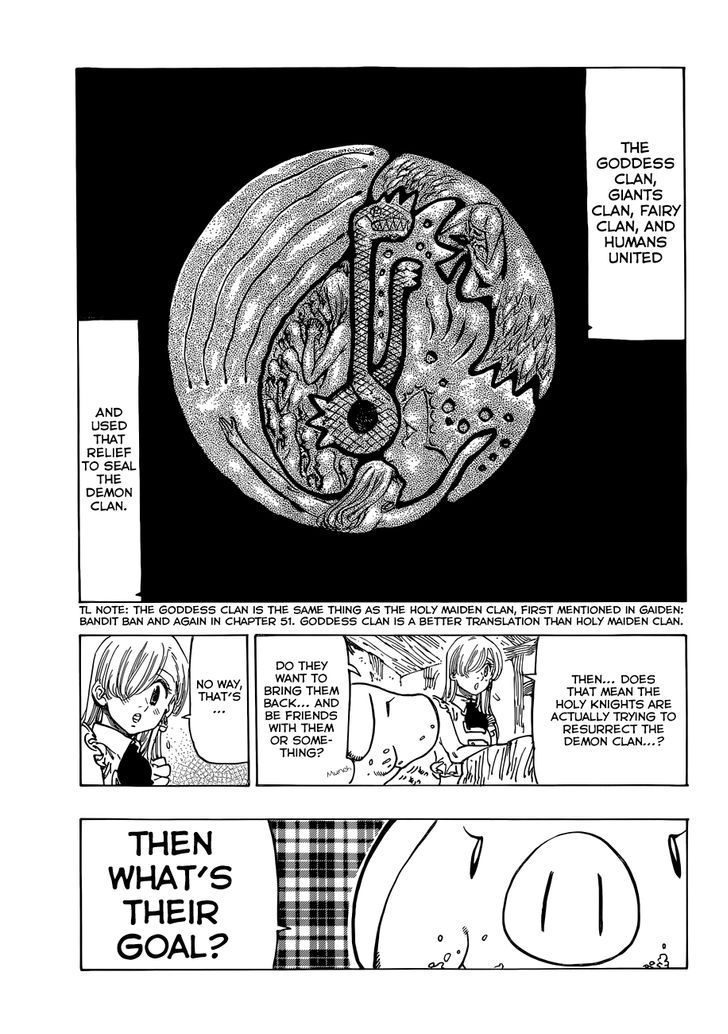 THE
GODDESS
CLAN,
GIANTS
CLAN, FAIRY
CLAN, AND
HUMANS
UNITED
AND
USED
THAT
RELIEF
TO SEAL
THE
DEMON
CLAN.
TL NOTE: THE GODDESS CLAN IS THE SAME THING AS THE HOLY MAIDEN CLAN, FIRST MENTIONED IN GAIDEN:
BANDIT BAN AND AGAIN IN CHAPTER 51. GODDESS CLAN IS A BETTER TRANSLATION THAN HOLY MAIDEN CLAN.
THEN... DOES
THAT MEAN THE
HOLY KNIGHTS ARE
ACTUALLY TRYING TO
RESURRECT THE
DEMON CLAN...?
DO THEY
WANT TO
BRING THEM
BACK... AND
BE FRIENDS
WITH THEM
OR SOME-
THING?
Munch
NO WAY,
THAT'S
...
THEN
WHAT'S
THEIR
GOAL?